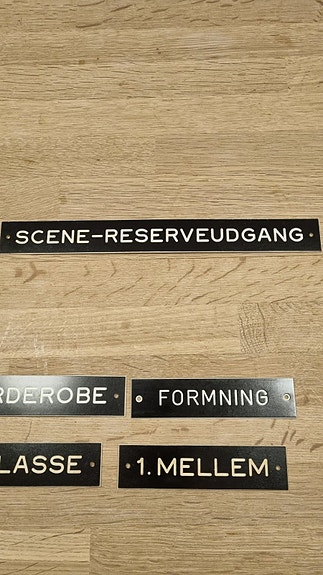 SCENE-RESERVEUDGANG
RDEROBE
FORMNING
LASSE
1. MELLEM